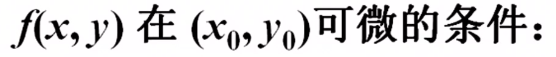 f(x, y) 在 (x₀, y₀)可微的条件：